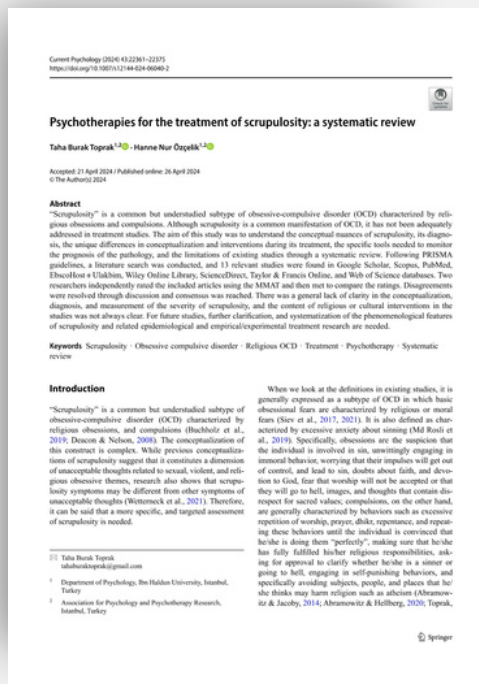 Current Psychology (2024) 43:22361–22375
https://doi.org/10.1007/s12144-024-06040-2
Psychotherapies for the treatment of scrupulosity: a systematic review
Taha Burak Toprak1,2 · Hanne Nur Özçelik1,2
Accepted: 21 April 2024 / Published online: 26 April 2024
© The Author(s) 2024
Abstract
"Scrupulosity" is a common but understudied subtype of obsessive-compulsive disorder (OCD) characterized by reli-
gious obsessions and compulsions. Although scrupulosity is a common manifestation of OCD, it has not been adequately
addressed in treatment studies. The aim of this study was to understand the conceptual nuances of scrupulosity, its diagno-
sis, the unique differences in conceptualization and interventions during its treatment, the specific tools needed to monitor
the prognosis of the pathology, and the limitations of existing studies through a systematic review. Following PRISMA
guidelines, a literature search was conducted, and 13 relevant studies were found in Google Scholar, Scopus, PubMed,
EbscoHost+Ulakbim, Wiley Online Library, ScienceDirect, Taylor & Francis Online, and Web of Science databases. Two
researchers independently rated the included articles using the MMAT and then met to compare the ratings. Disagreements
were resolved through discussion and consensus was reached. There was a general lack of clarity in the conceptualization,
diagnosis, and measurement of the severity of scrupulosity, and the content of religious or cultural interventions in the
studies was not always clear. For future studies, further clarification, and systematization of the phenomenological features
of scrupulosity and related epidemiological and empirical/experimental treatment research are needed.
Keywords Scrupulosity · Obsessive compulsive disorder · Religious OCD · Treatment · Psychotherapy · Systematic
review
Introduction
"Scrupulosity" is a common but understudied subtype of
obsessive-compulsive disorder (OCD) characterized by
religious obsessions, and compulsions (Buchholz et al.,
2019; Deacon & Nelson, 2008). The conceptualization of
this construct is complex. While previous conceptualiza-
tions of scrupulosity suggest that it constitutes a dimension
of unacceptable thoughts related to sexual, violent, and reli-
gious obsessive themes, research also shows that scrupu-
losity symptoms may be different from other symptoms of
unacceptable thoughts (Wetterneck et al., 2021). Therefore,
it can be said that a more specific, and targeted assessment
of scrupulosity is needed.
Taha Burak Toprak
tahaburaktoprak@gmail.com
1 Department of Psychology, Ibn Haldun University, Istanbul,
Turkey
2 Association for Psychology and Psychotherapy Research,
Istanbul, Turkey
When we look at the definitions in existing studies, it is
generally expressed as a subtype of OCD in which basic
obsessional fears are characterized by religious or moral
fears (Siev et al., 2017, 2021). It is also defined as char-
acterized by excessive anxiety about sinning (Md Rosli et
al., 2019). Specifically, obsessions are the suspicion that
the individual is involved in sin, unwittingly engaging in
immoral behavior, worrying that their impulses will get out
of control, and lead to sin, doubts about faith, and devo-
tion to God, fear that worship will not be accepted or that
they will go to hell, images, and thoughts that contain dis-
respect for sacred values; compulsions, on the other hand,
are generally characterized by behaviors such as excessive
repetition of worship, prayer, dhikr, repentance, and repeat-
ing these behaviors until the individual is convinced that
he/she is doing them "perfectly", making sure that he/she
has fully fulfilled his/her religious responsibilities, ask-
ing for approval to clarify whether he/she is a sinner or
going to hell, engaging in self-punishing behaviors, and
specifically avoiding subjects, people, and places that he/
she thinks may harm religion such as atheism (Abramow-
itz & Jacoby, 2014; Abramowitz & Hellberg, 2020; Toprak,
Springer